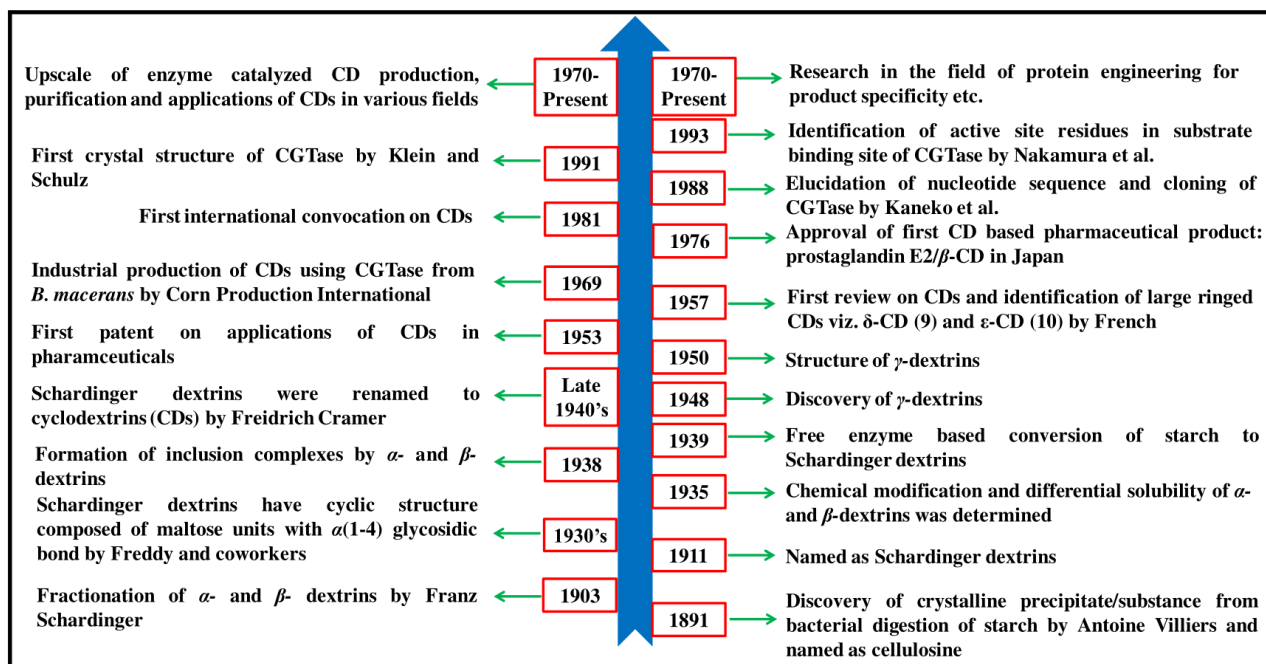 Upscale of enzyme catalyzed CD production,
purification and applications of CDs in various fields
1970-
Present
First crystal structure of CGTase by Klein and
Schulz
1991
First international convocation on CDs
1981
Industrial production of CDs using CGTase from
B. macerans by Corn Production International
1969
First patent on applications of CDs in
pharamceuticals
1953
Schardinger dextrins were renamed to
cyclodextrins (CDs) by Freidrich Cramer
Late
1940’s
Formation of inclusion complexes by α- and β-
dextrins
1938
Schardinger dextrins have cyclic structure
composed of maltose units with α(1-4) glycosidic
bond by Freddy and coworkers
1930’s
Fractionation of α- and β- dextrins by Franz
Schardinger
1903
1970-
Present
Research in the field of protein engineering for
product specificity etc.
1993
Identification of active site residues in substrate
binding site of CGTase by Nakamura et al.
1988
Elucidation of nucleotide sequence and cloning of
CGTase by Kaneko et al.
1976
Approval of first CD based pharmaceutical product:
prostaglandin E2/β-CD in Japan
1957
First review on CDs and identification of large ringed
CDs viz. δ-CD (9) and ε-CD (10) by French
1950
Structure of γ-dextrins
1948
Discovery of γ-dextrins
1939
Free enzyme based conversion of starch to
Schardinger dextrins
1935
Chemical modification and differential solubility of α-
and β-dextrins was determined
1911
Named as Schardinger dextrins
1891
Discovery of crystalline precipitate/substance from
bacterial digestion of starch by Antoine Villiers and
named as cellulosine